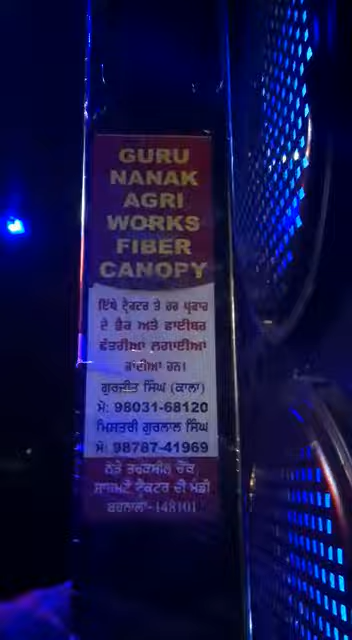 GURU
NANAK
AGRI
WORKS
FIBER
CANOPY
ਇੱਥੇ ਟ੍ਰੈਕਟਰ ਤੇ ਹਰ ਪ੍ਰਕਾਰ
ਦੇ ਡੈਕ ਅਤੇ ਫਾਈਬਰ
ਛੱਤਰੀਆਂ ਲਗਾਈਆਂ
ਜਾਂਦੀਆਂ ਹਨ।
ਗੁਰਜੀਤ ਸਿੰਘ (ਕਾਲਾ)
ਮੋ: 98031-68120
ਮਿਸਤਰੀ ਗੁਰਲਾਲ ਸਿੰਘ
ਮੋ: 98787-41969
ਨੇੜੇ ਤਰਕਸ਼ੀਲ ਚੌਂਕ,
ਸਾਹਮਣੇ ਟ੍ਰੈਕਟਰ ਦੀ ਮੰਡੀ
ਬਰਨਾਲਾ-148101